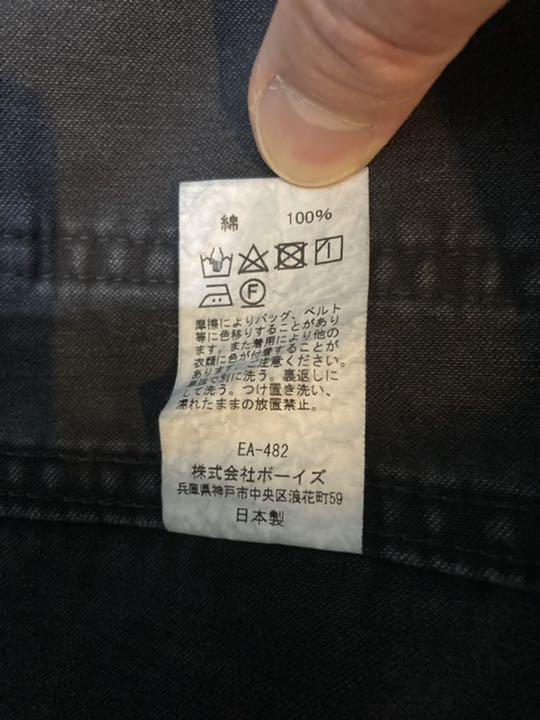 綿 100%
F
摩擦によりバッグ、ベルト
等に色移りすることがあり
ます。また着用により他の
衣類に色が付着することが
あります。ご注意ください。
で別に洗う。裏返しに
して洗う。つけ置き洗い、
濡れたままの放置禁止。
EA-482
株式会社ボーイズ
兵庫県神戸市中央区浪花町59
日本製